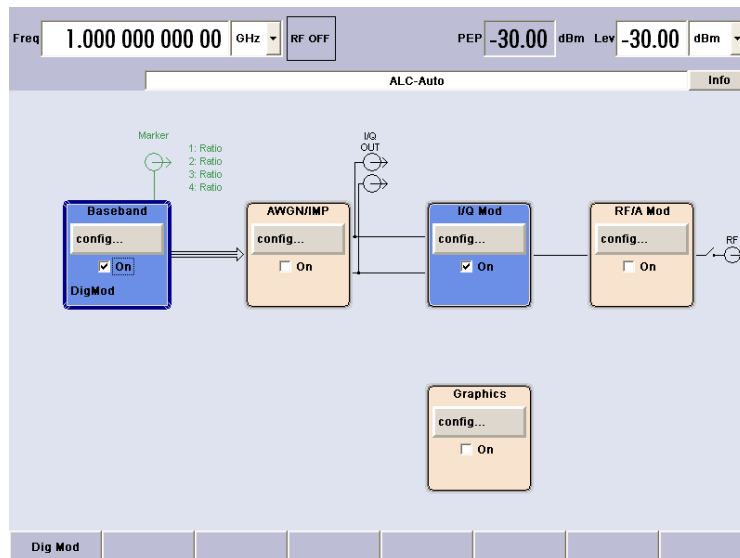 Freq 1.000 000 000 00 GHz RF OFF PEP -30.00 dBm Lev -30.00 dBm
ALC-Auto Info
Marker
1: Ratio
2: Ratio
3: Ratio
4: Ratio
I/Q
OUT
Baseband
config...
On
DigMod
AWGN/IMP
config...
On
I/Q Mod
config...
On
RF/A Mod
config...
On
RF
Graphics
config...
On
Dig Mod